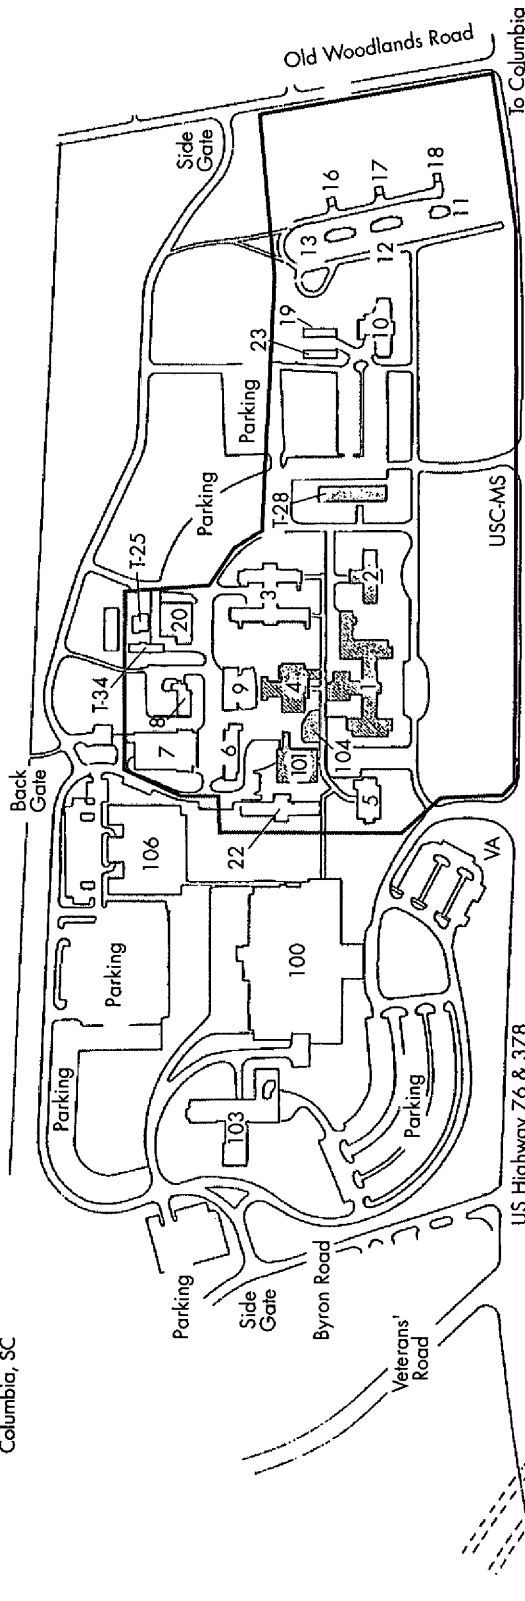 Columbia, SC
Back
Gate
Parking
Parking
106
T-34
T-25
Side
Gate
Old Woodlands Road
Parking
7
8
20
Parking
Parking
Side
Gate
103
100
22
6
9
3
101
4
T-28
23
19
13
16
104
5
1
2
10
12
17
11
18
Byron Road
Veterans'
Road
Parking
VA
USC-MS
US Highway 76 & 378
To Columbia